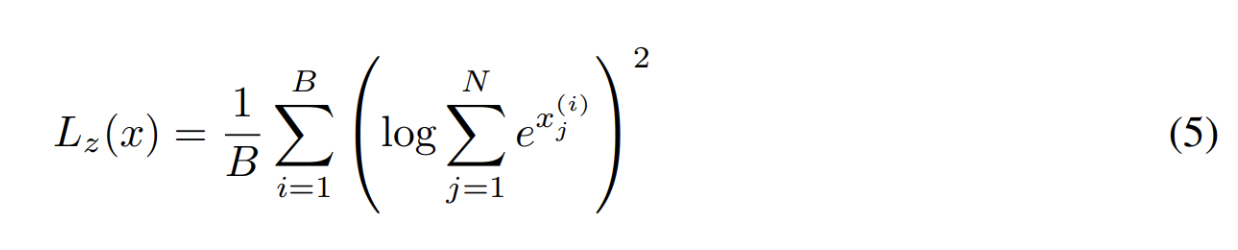 L_z(x) = \frac{1}{B} \sum_{i=1}^{B} \left( \log \sum_{j=1}^{N} e^{x_j^{(i)}} \right)^2 (5)